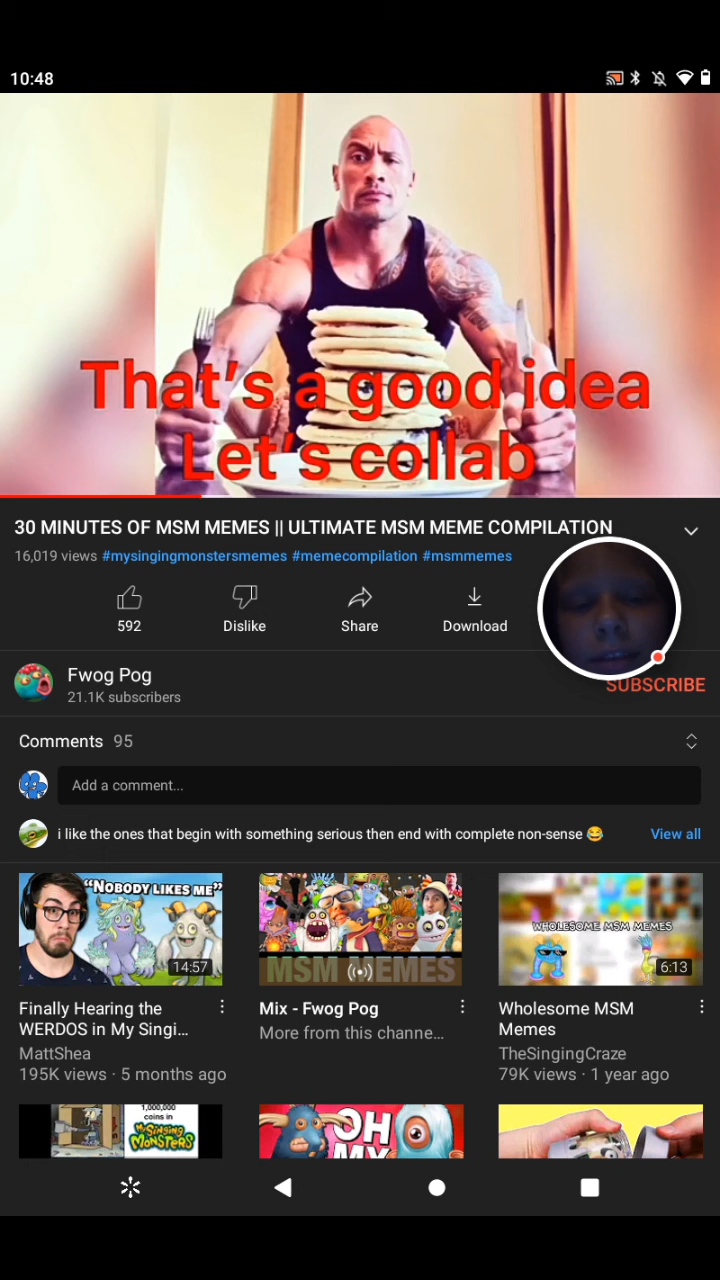 10:48
That's a good idea
Let's collab
30 MINUTES OF MSM MEMES || ULTIMATE MSM MEME COMPILATION
16,019 views #mysingingmonstersmemes #memecompilation #msmmemes
592
Dislike
Share
Download
Fwog Pog
21.1K subscribers
SUBSCRIBE
Comments 95
Add a comment...
i like the ones that begin with something serious then end with complete non-sense 😂
View all
"NOBODY LIKES ME"
14:57
Finally Hearing the
WERDOS in My Singi...
MattShea
195K views · 5 months ago
MSM MEMES
Mix - Fwog Pog
More from this channe...
WHOLESOME MSM MEMES
6:13
Wholesome MSM
Memes
TheSingingCraze
79K views · 1 year ago
1,000,000
coins in
My Singing
MONSTERS
OH
MY